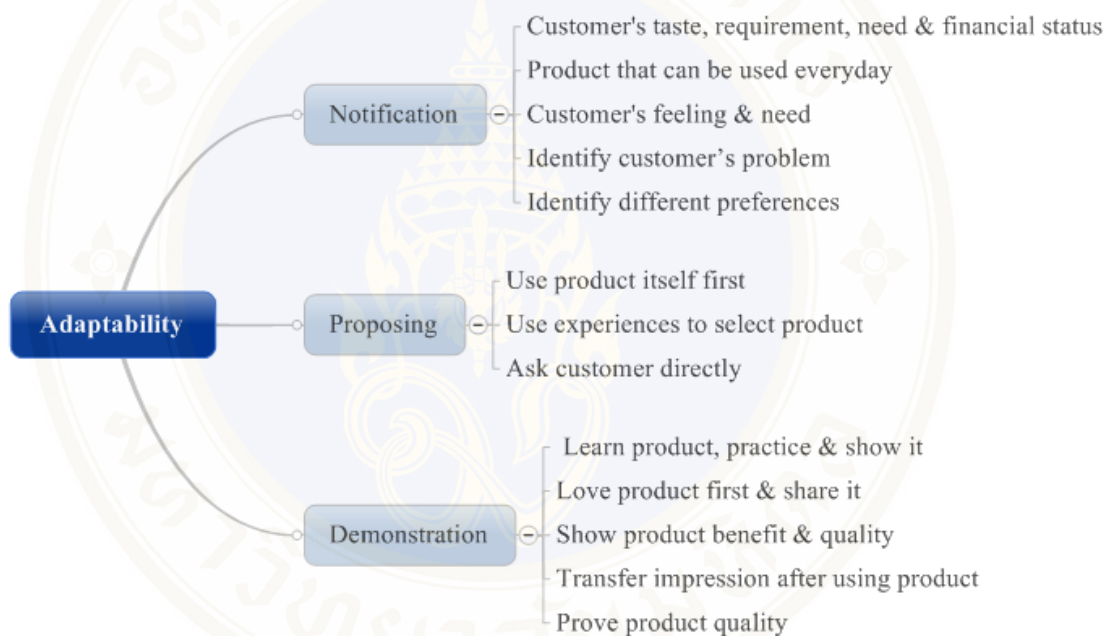 Customer's taste, requirement, need & financial status
Product that can be used everyday
Notification
Customer's feeling & need
Identify customer’s problem
Identify different preferences
Use product itself first
Adaptability
Proposing
Use experiences to select product
Ask customer directly
Learn product, practice & show it
Love product first & share it
Demonstration
Show product benefit & quality
Transfer impression after using product
Prove product quality